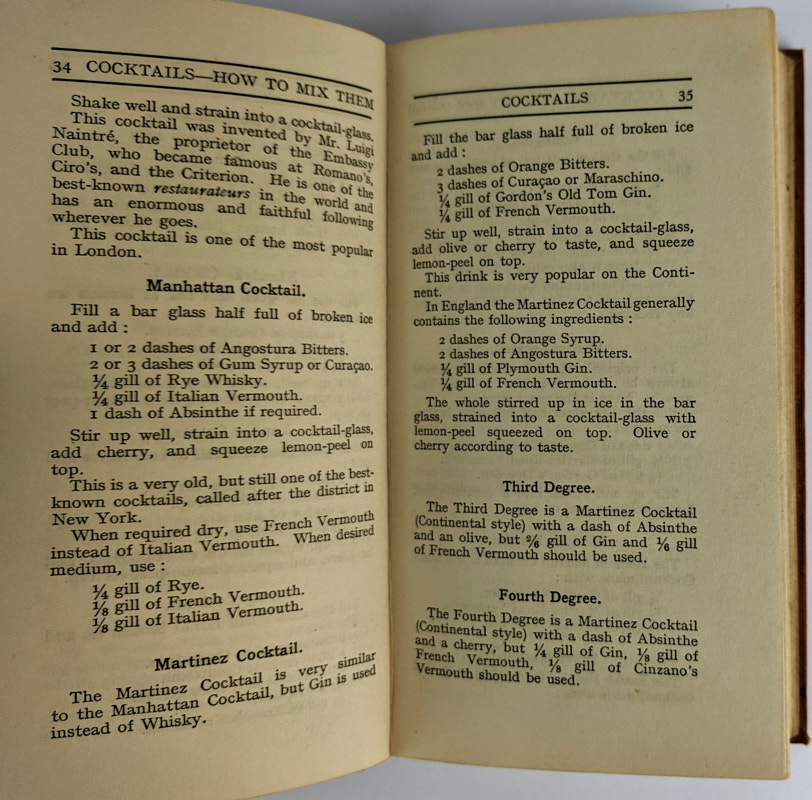 34 COCKTAILS—HOW TO MIX THEM
Shake well and strain into a cocktail-glass.
This cocktail was invented by Mr. Luigi
Naintré, the proprietor of the Embassy
Club, who became famous at Romano's,
Ciro's, and the Criterion. He is one of the
best-known restaurateurs in the world and
has an enormous and faithful following
wherever he goes.
This cocktail is one of the most popular
in London.
Manhattan Cocktail.
Fill a bar glass half full of broken ice
and add :
1 or 2 dashes of Angostura Bitters.
2 or 3 dashes of Gum Syrup or Curaçao.
¼ gill of Rye Whisky.
¼ gill of Italian Vermouth.
1 dash of Absinthe if required.
Stir up well, strain into a cocktail-glass,
add cherry, and squeeze lemon-peel on
top.
This is a very old, but still one of the best-
known cocktails, called after the district in
New York.
When required dry, use French Vermouth
instead of Italian Vermouth. When desired
medium, use :
¼ gill of Rye.
⅛ gill of French Vermouth.
⅛ gill of Italian Vermouth.
Martinez Cocktail.
The Martinez Cocktail is very similar
to the Manhattan Cocktail, but Gin is used
instead of Whisky.
COCKTAILS 35
Fill the bar glass half full of broken ice
and add :
2 dashes of Orange Bitters.
3 dashes of Curaçao or Maraschino.
¼ gill of Gordon's Old Tom Gin.
¼ gill of French Vermouth.
Stir up well, strain into a cocktail-glass,
add olive or cherry to taste, and squeeze
lemon-peel on top.
This drink is very popular on the Conti-
nent.
In England the Martinez Cocktail generally
contains the following ingredients :
2 dashes of Orange Syrup.
2 dashes of Angostura Bitters.
¼ gill of Plymouth Gin.
¼ gill of French Vermouth.
The whole stirred up in ice in the bar
glass, strained into a cocktail-glass with
lemon-peel squeezed on top. Olive or
cherry according to taste.
Third Degree.
The Third Degree is a Martinez Cocktail
(Continental style) with a dash of Absinthe
and an olive, but 2/6 gill of Gin and ⅙ gill
of French Vermouth should be used.
Fourth Degree.
The Fourth Degree is a Martinez Cocktail
(Continental style) with a dash of Absinthe
and a cherry, but ¼ gill of Gin, ⅛ gill of
French Vermouth, ⅛ gill of Cinzano's
Vermouth should be used.